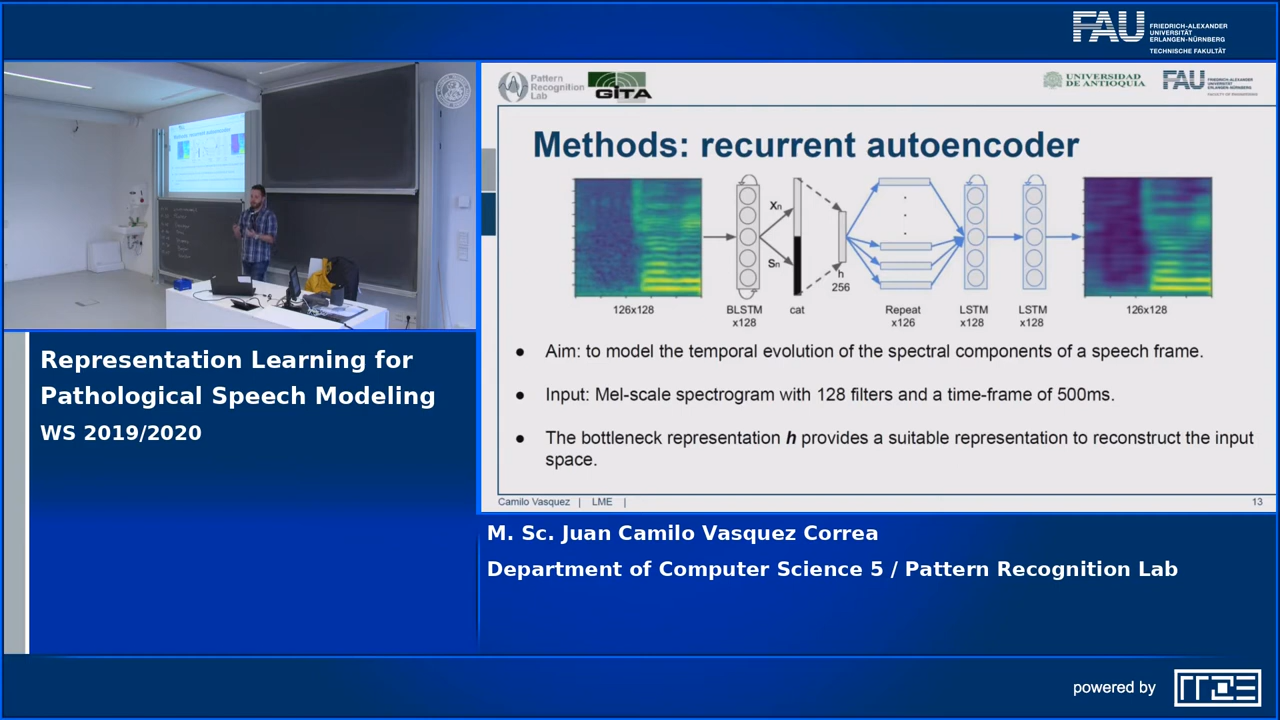 FAU
FRIEDRICH-ALEXANDER
UNIVERSITÄT
ERLANGEN-NÜRNBERG
TECHNISCHE FAKULTÄT
Pattern
Recognition
Lab
GITA
UNIVERSIDAD
DE ANTIOQUIA
FAU
FRIEDRICH-ALEXANDER
UNIVERSITÄT
ERLANGEN-NÜRNBERG
Methods: recurrent autoencoder
Xn
Sn
h
256
126x128
BLSTM
x128
cat
Repeat
x126
LSTM
x128
LSTM
x128
126x128
● Aim: to model the temporal evolution of the spectral components of a speech frame.
● Input: Mel-scale spectrogram with 128 filters and a time-frame of 500ms.
● The bottleneck representation h provides a suitable representation to reconstruct the input
space.
Camilo Vasquez | LME |
13
Representation Learning for
Pathological Speech Modeling
WS 2019/2020
M. Sc. Juan Camilo Vasquez Correa
Department of Computer Science 5 / Pattern Recognition Lab
powered by